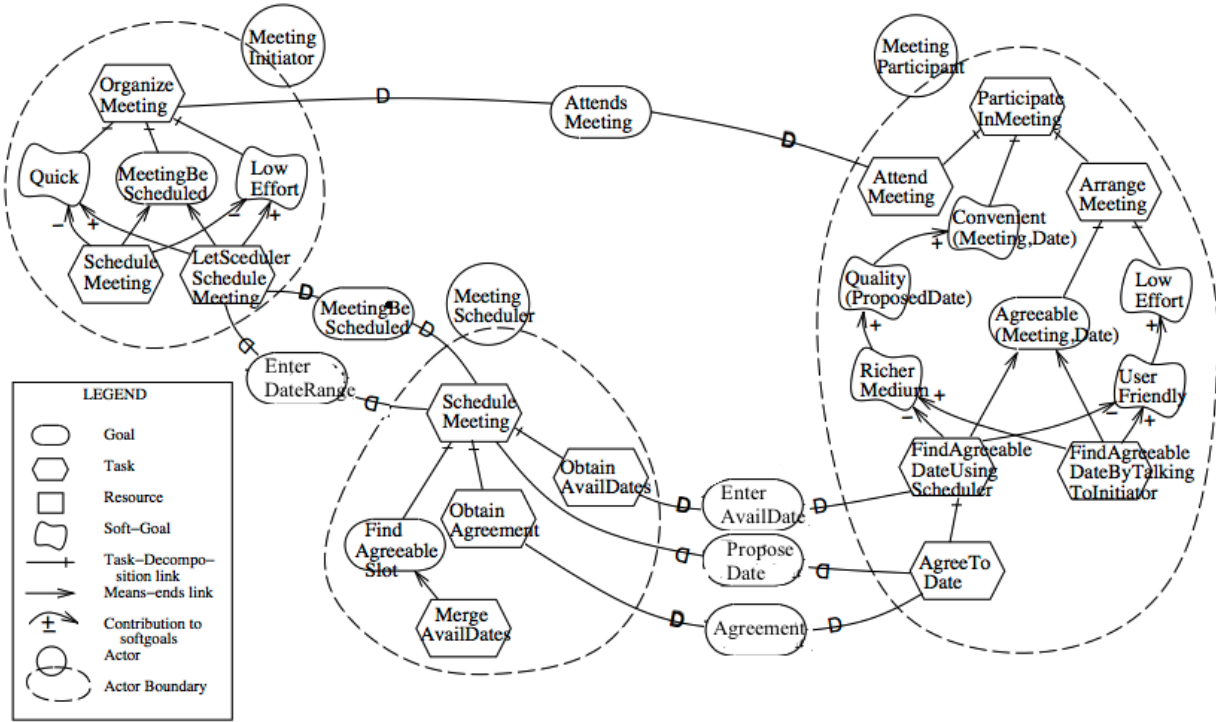 Meeting
Initiator
Organize
Meeting
D
Attends
Meeting
D
Meeting
Participant
Participate
InMeeting
Quick
MeetingBe
Scheduled
Low
Effort
Attend
Meeting
Arrange
Meeting
Convenient
(Meeting,Date)
− + − +
+
Schedule
Meeting
LetSceduler
Schedule
Meeting
D
MeetingBe
Scheduled
D
Meeting
Scheduler
Quality
(ProposedDate)
Low
Effort
Agreeable
(Meeting,Date)
+
+
D
Enter
DateRange
D
Richer
Medium
User
Friendly
− + − +
Schedule
Meeting
Obtain
AvailDates
FindAgreeable
DateUsing
Scheduler
FindAgreeable
DateByTalking
ToInitiator
D
Enter
AvailDate
D
Find
Agreeable
Slot
Obtain
Agreement
D
Propose
Date
D
AgreeTo
Date
Merge
AvailDates
D
Agreement
D
LEGEND
Goal
Task
Resource
Soft−Goal
Task−Decompo−
sition link
Means−ends link
±
Contribution to
softgoals
Actor
Actor Boundary